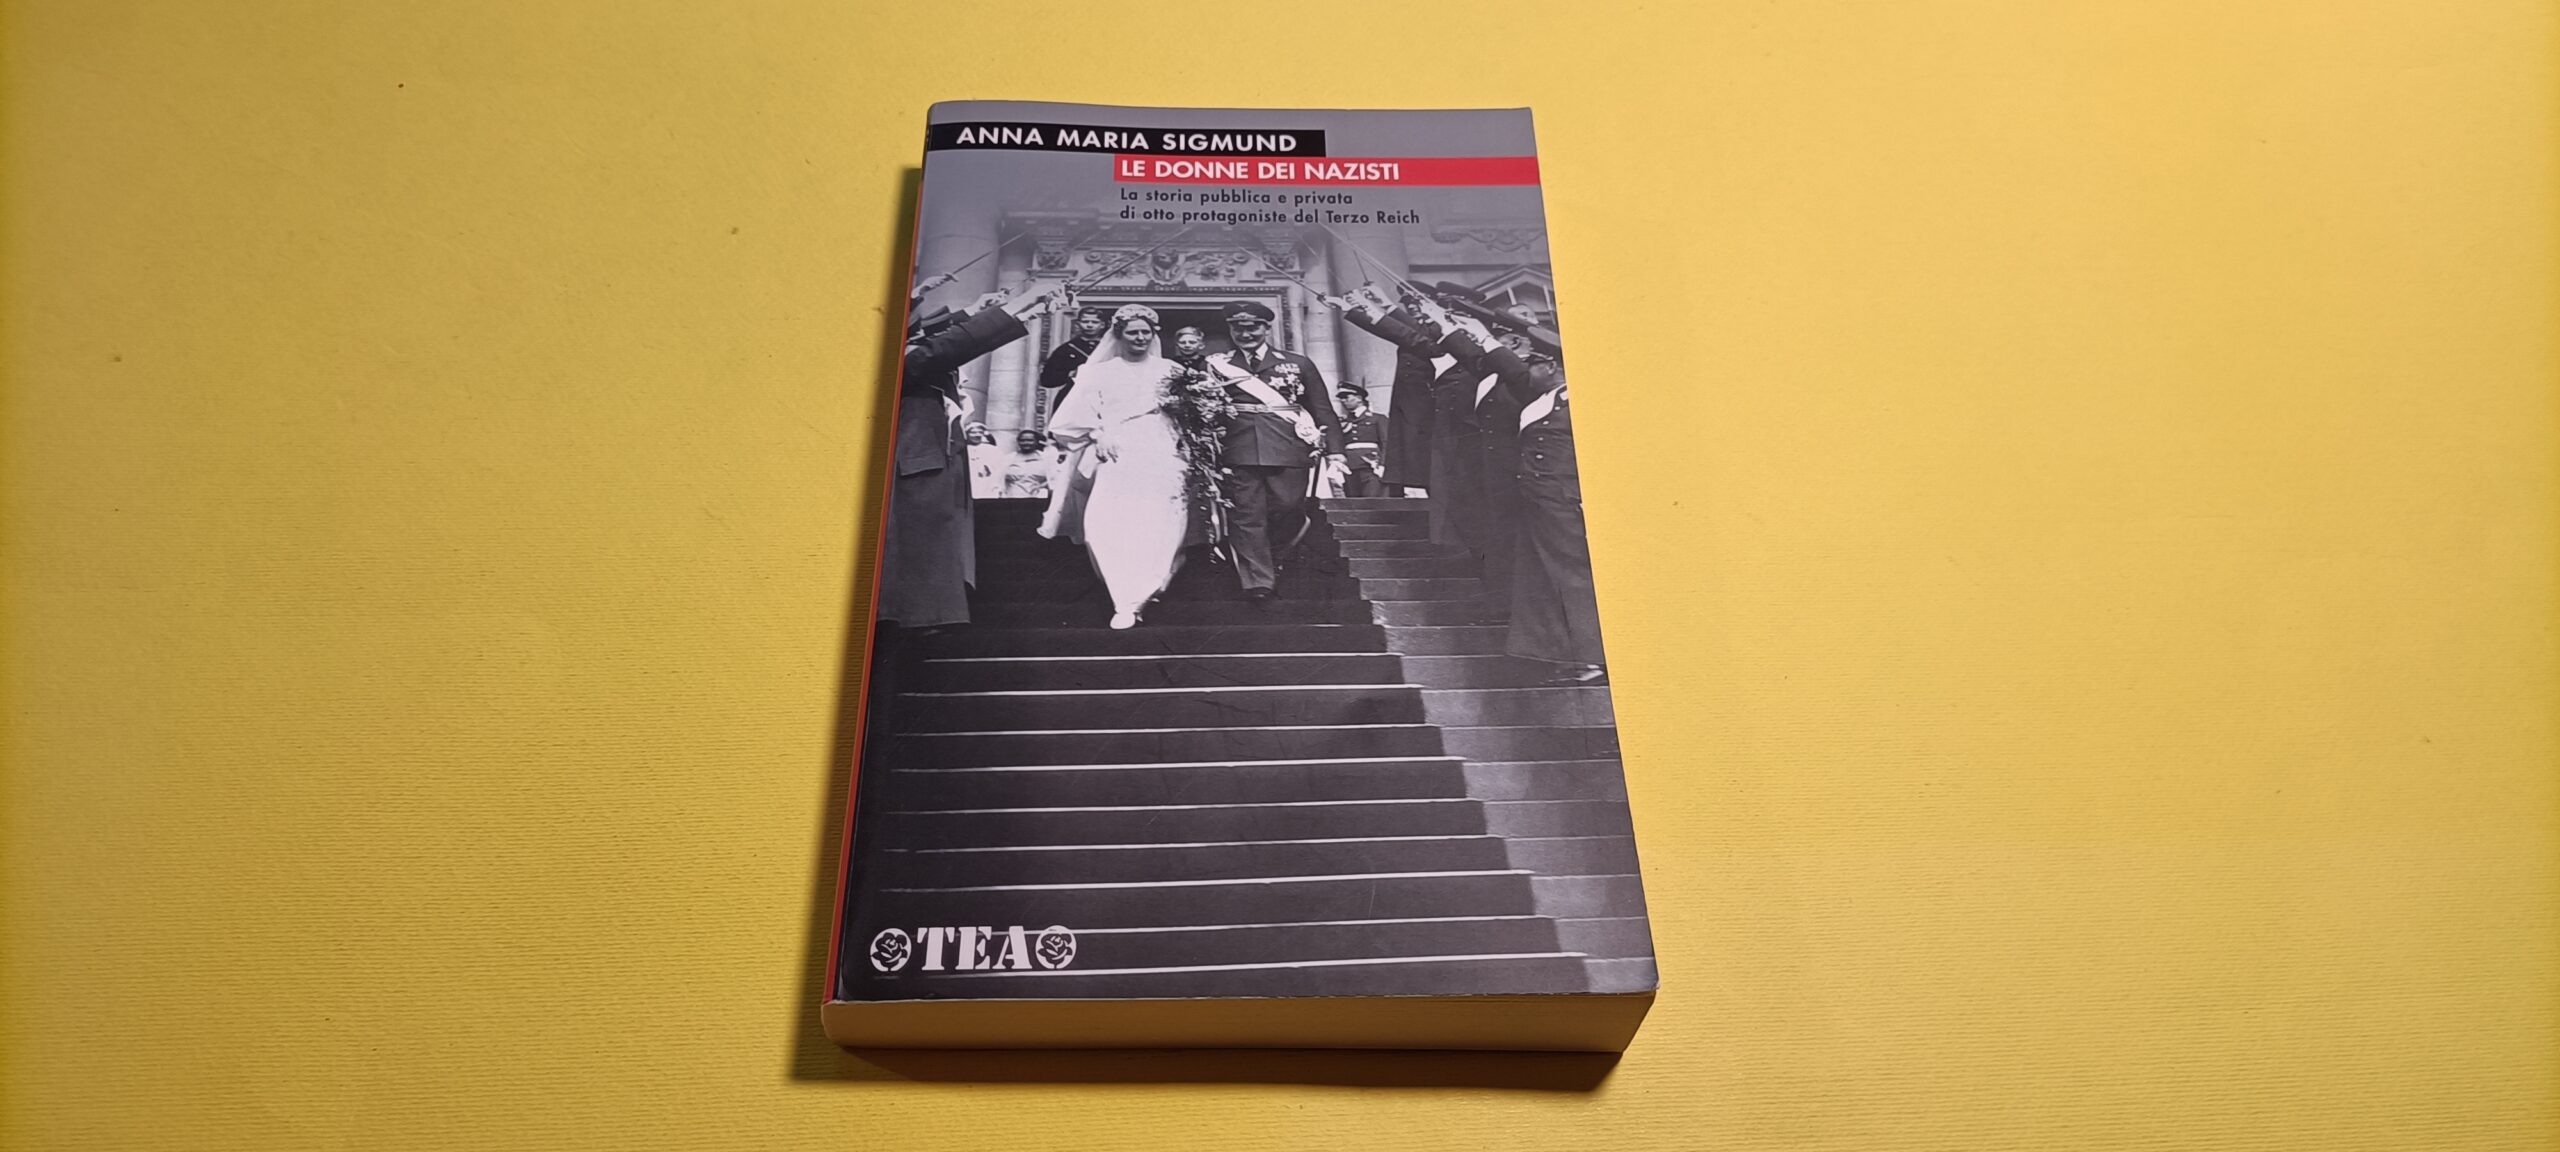 ANNA MARIA SIGMUND
LE DONNE DEI NAZISTI
La storia pubblica e privata
di otto protagoniste del Terzo Reich
TEA